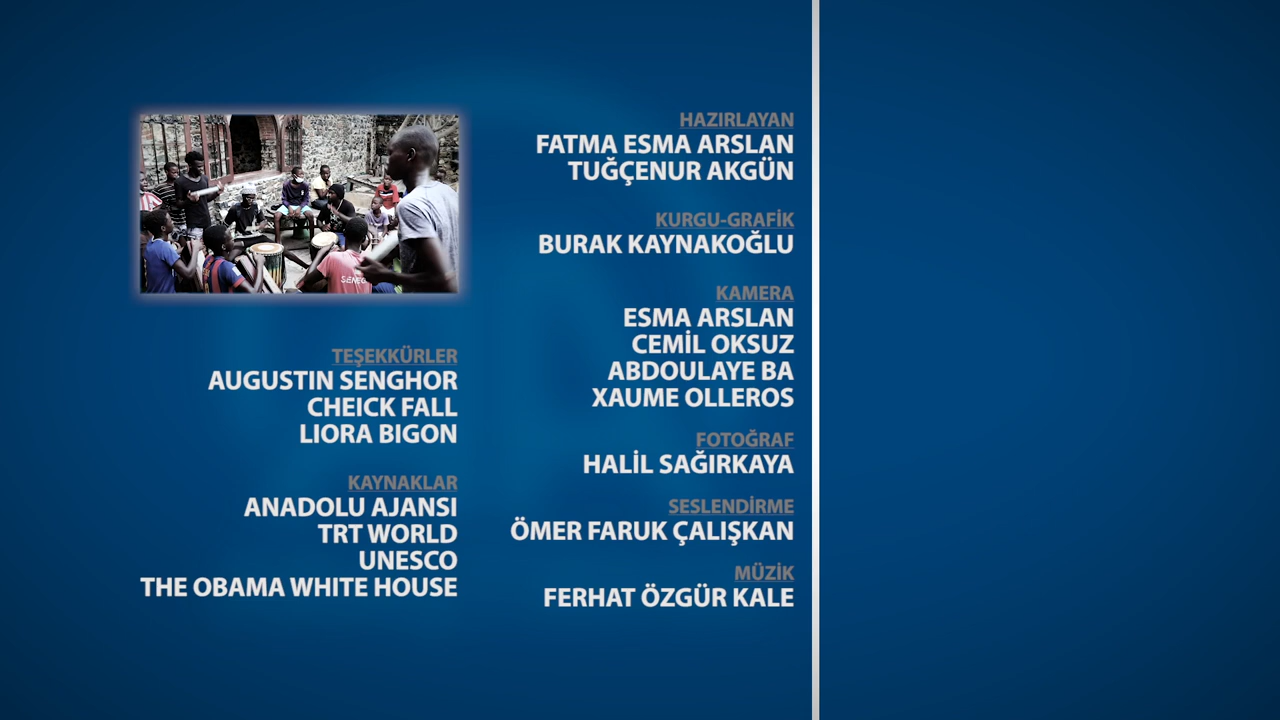 HAZIRLAYAN
FATMA ESMA ARSLAN
TUĞÇENUR AKGÜN
KURGU-GRAFİK
BURAK KAYNAKOĞLU
KAMERA
ESMA ARSLAN
CEMİL OKSUZ
ABDOULAYE BA
XAUME OLLEROS
FOTOĞRAF
HALİL SAĞIRKAYA
SESLENDİRME
ÖMER FARUK ÇALIŞKAN
MÜZİK
FERHAT ÖZGÜR KALE
TEŞEKKÜRLER
AUGUSTIN SENGHOR
CHEICK FALL
LIORA BIGON
KAYNAKLAR
ANADOLU AJANSI
TRT WORLD
UNESCO
THE OBAMA WHITE HOUSE